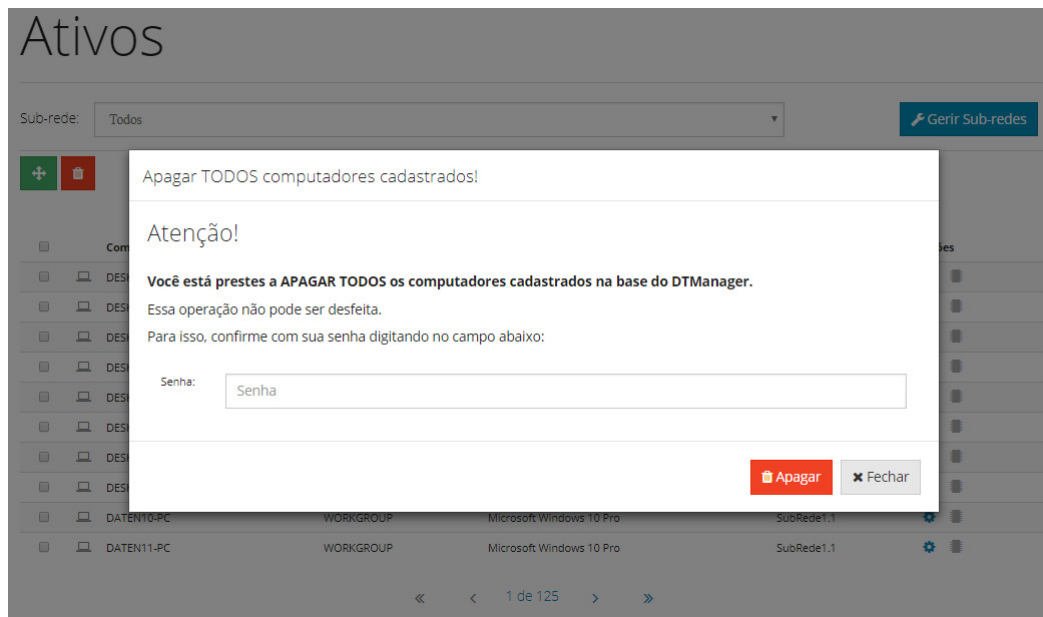 Ativos
Sub-rede: Todos Gerir Sub-redes
Apagar TODOS computadores cadastrados!
Atenção!
Você está prestes a APAGAR TODOS os computadores cadastrados na base do DTManager.
Essa operação não pode ser desfeita.
Para isso, confirme com sua senha digitando no campo abaixo:
Senha: Senha
Apagar Fechar
DATEN10-PC WORKGROUP Microsoft Windows 10 Pro SubRede1.1
DATEN11-PC WORKGROUP Microsoft Windows 10 Pro SubRede1.1
« < 1 de 125 > »